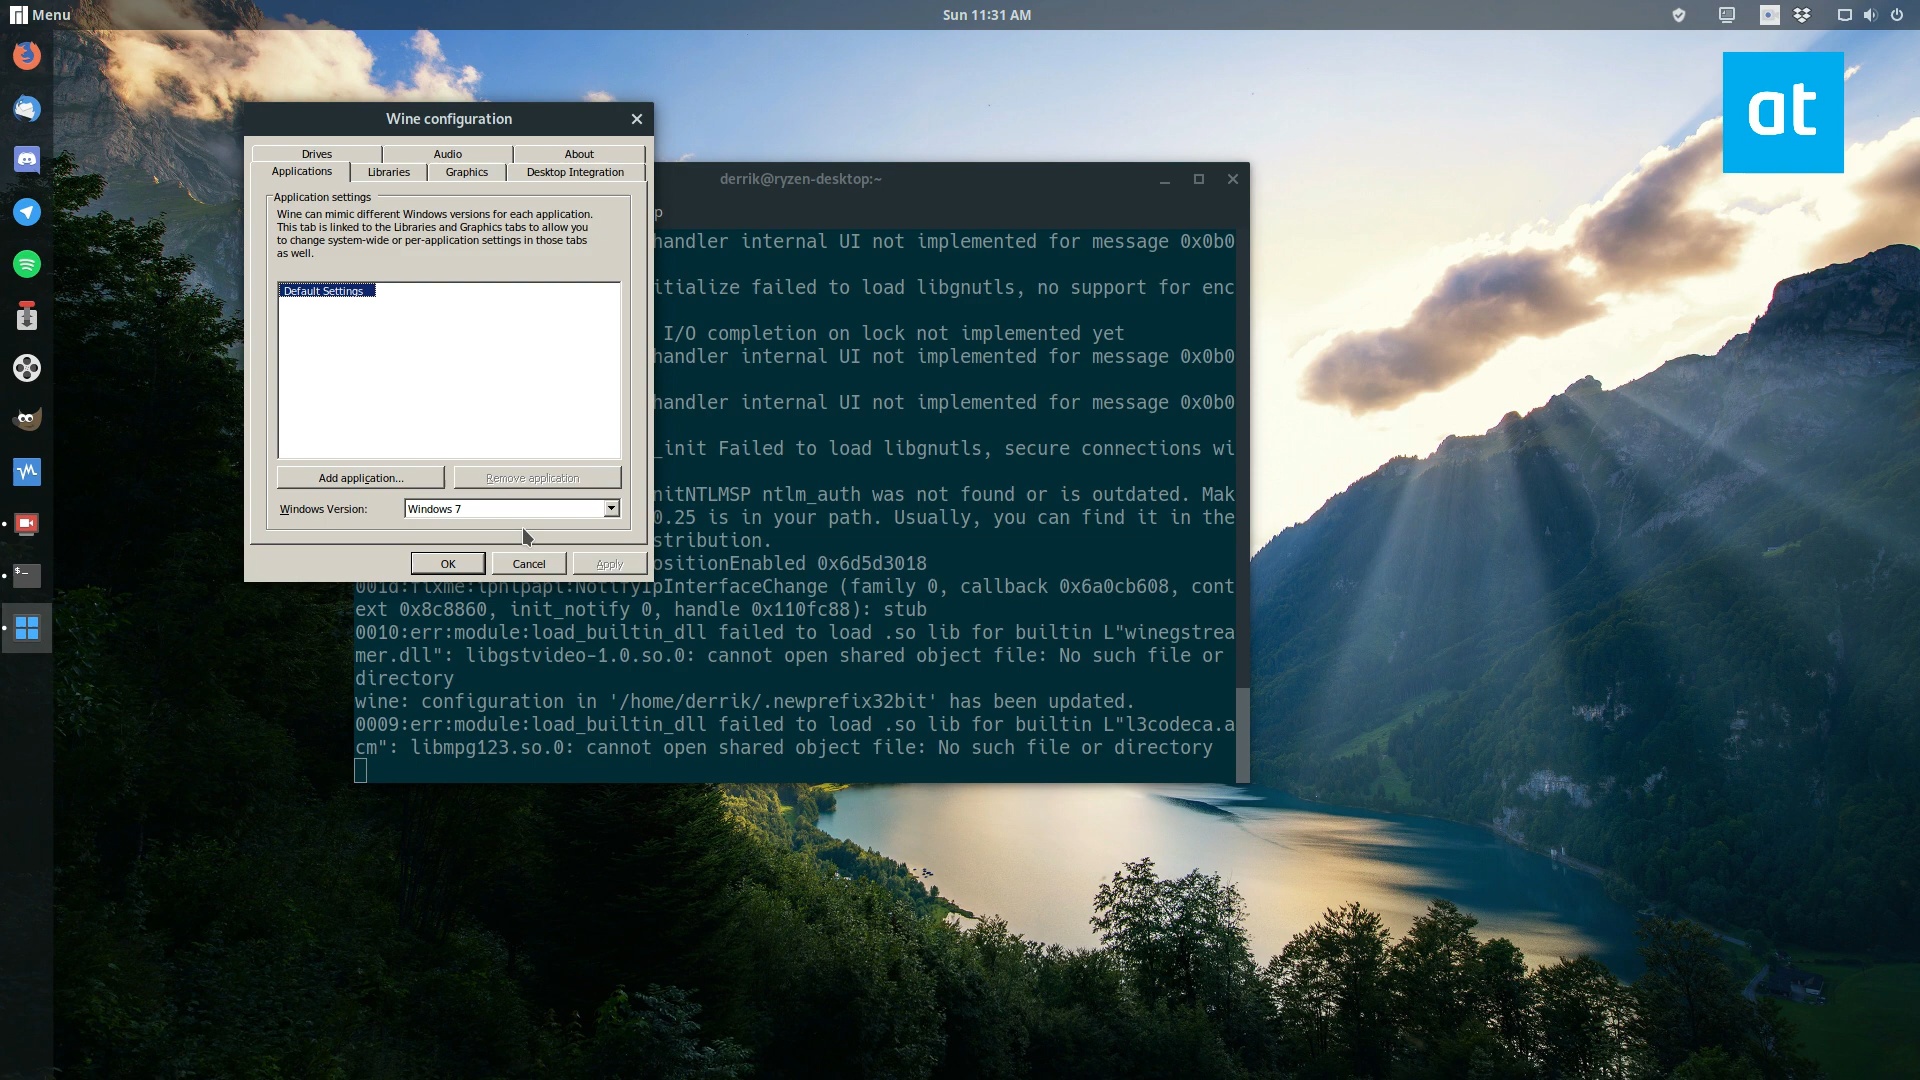 Menu
Sun 11:31 AM
at
Wine configuration
Drives
Audio
About
Applications
Libraries
Graphics
Desktop Integration
Application settings
Wine can mimic different Windows versions for each application.
This tab is linked to the Libraries and Graphics tabs to allow you
to change system-wide or per-application settings in those tabs
as well.
Default Settings
Add application...
Remove application
Windows Version:
Windows 7
OK
Cancel
Apply
derrik@ryzen-desktop:~
p
handler internal UI not implemented for message 0x0b0
itialize failed to load libgnutls, no support for enc
I/O completion on lock not implemented yet
handler internal UI not implemented for message 0x0b0
handler internal UI not implemented for message 0x0b0
_init Failed to load libgnutls, secure connections wi
nitNTLMSP ntlm_auth was not found or is outdated. Mak
0.25 is in your path. Usually, you can find it in the
stribution.
ositionEnabled 0x6d5d3018
001d:fixme:iphlpapi:NotifyIpInterfaceChange (family 0, callback 0x6a0cb608, cont
ext 0x8c8860, init_notify 0, handle 0x110fc88): stub
0010:err:module:load_builtin_dll failed to load .so lib for builtin L"winegstrea
mer.dll": libgstvideo-1.0.so.0: cannot open shared object file: No such file or
directory
wine: configuration in '/home/derrik/.newprefix32bit' has been updated.
0009:err:module:load_builtin_dll failed to load .so lib for builtin L"l3codeca.a
cm": libmpg123.so.0: cannot open shared object file: No such file or directory